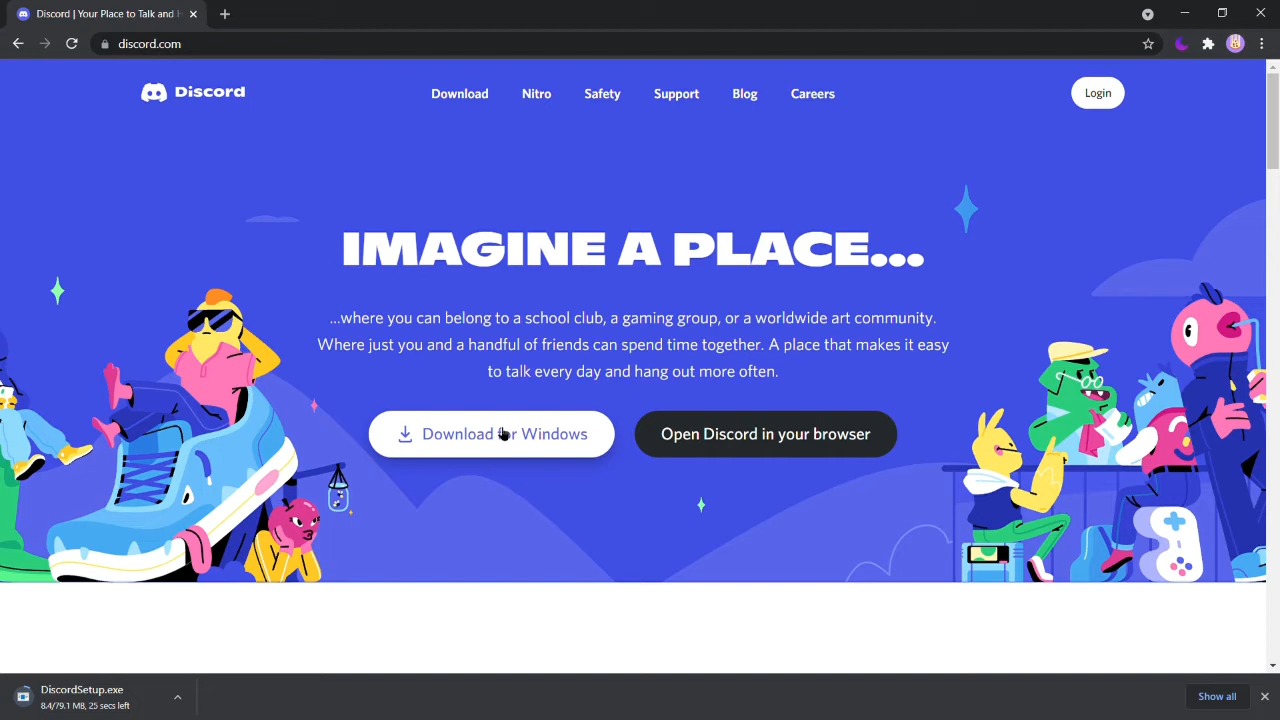 Discord | Your Place to Talk and
discord.com
Discord
Download
Nitro
Safety
Support
Blog
Careers
Login
IMAGINE A PLACE...
...where you can belong to a school club, a gaming group, or a worldwide art community.
Where just you and a handful of friends can spend time together. A place that makes it easy
to talk every day and hang out more often.
Download for Windows
Open Discord in your browser
DiscordSetup.exe
8.4/79.1 MB, 25 secs left
Show all